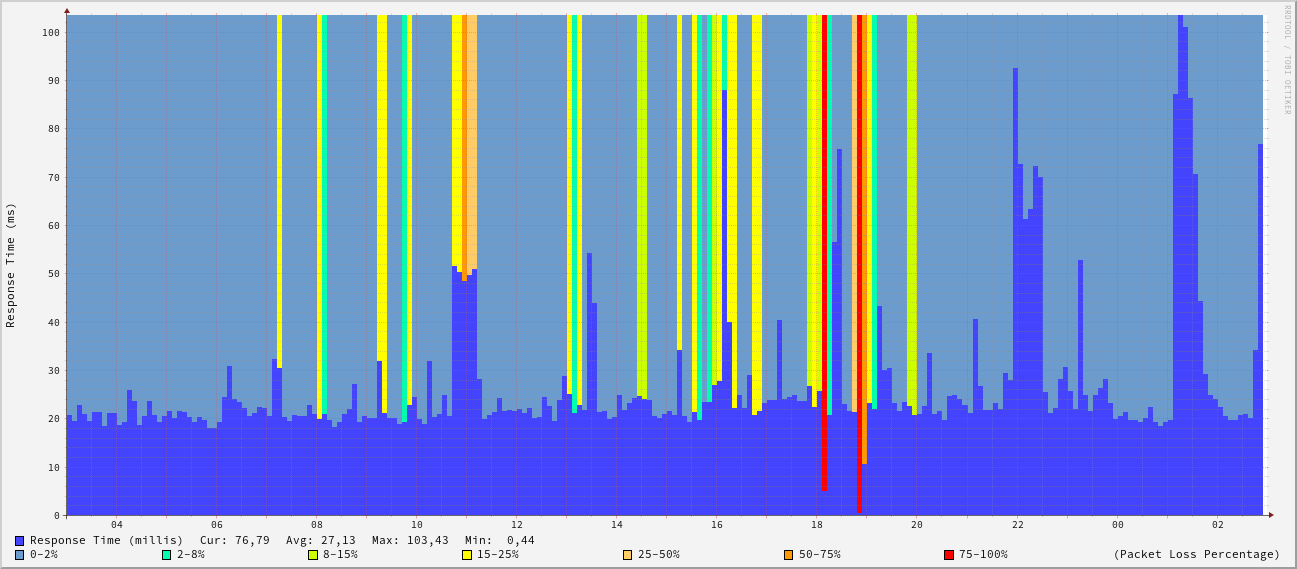 RRDTOOL / TOBI OETIKER
Response Time (ms)
100
90
80
70
60
50
40
30
20
10
0
04 06 08 10 12 14 16 18 20 22 00 02
Response Time (millis) Cur: 76,79 Avg: 27,13 Max: 103,43 Min: 0,44
0-2% 2-8% 8-15% 15-25% 25-50% 50-75% 75-100% (Packet Loss Percentage)